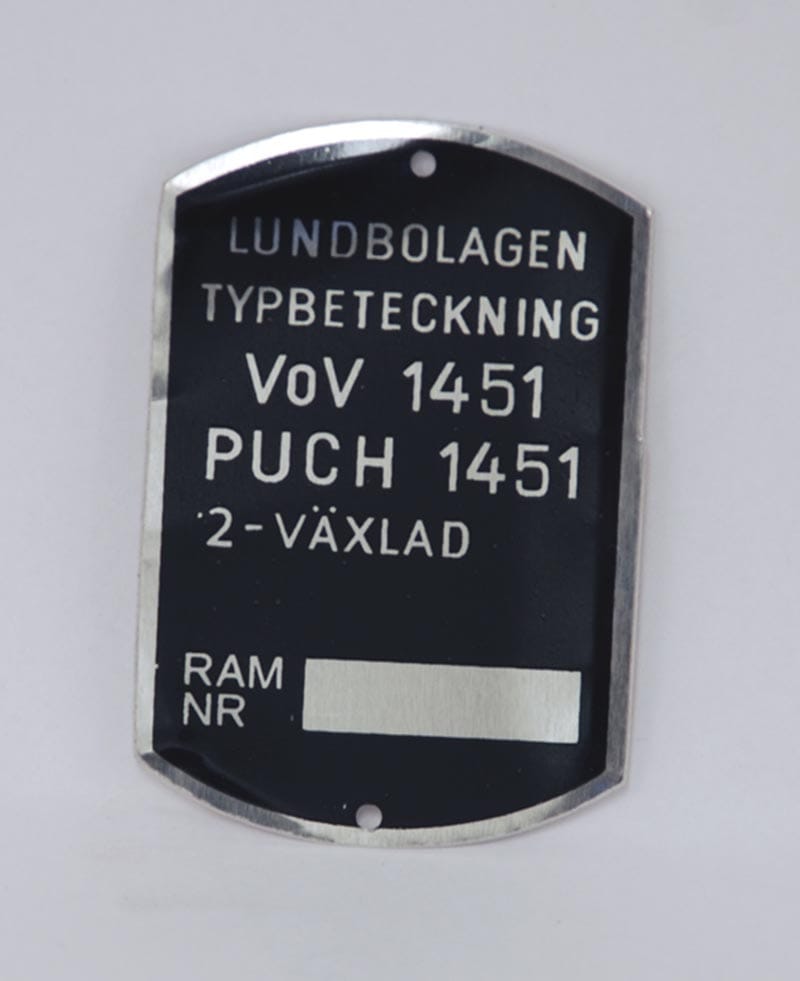 LUNDBOLAGEN
TYPBETECKNING
VoV 1451
PUCH 1451
2-VÄXLAD
RAM
NR